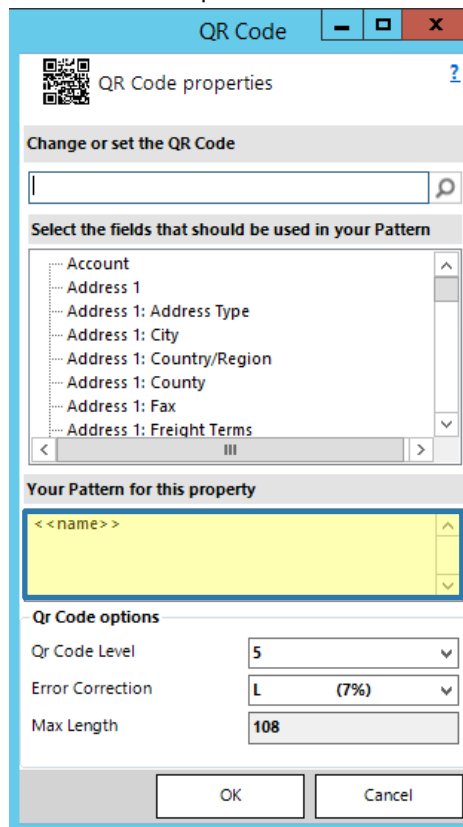 QR Code
QR Code properties
?
Change or set the QR Code
Select the fields that should be used in your Pattern
Account
Address 1
Address 1: Address Type
Address 1: City
Address 1: Country/Region
Address 1: County
Address 1: Fax
Address 1: Freight Terms
Your Pattern for this property
<<name>>
Qr Code options
Qr Code Level 5
Error Correction L (7%)
Max Length 108
OK Cancel